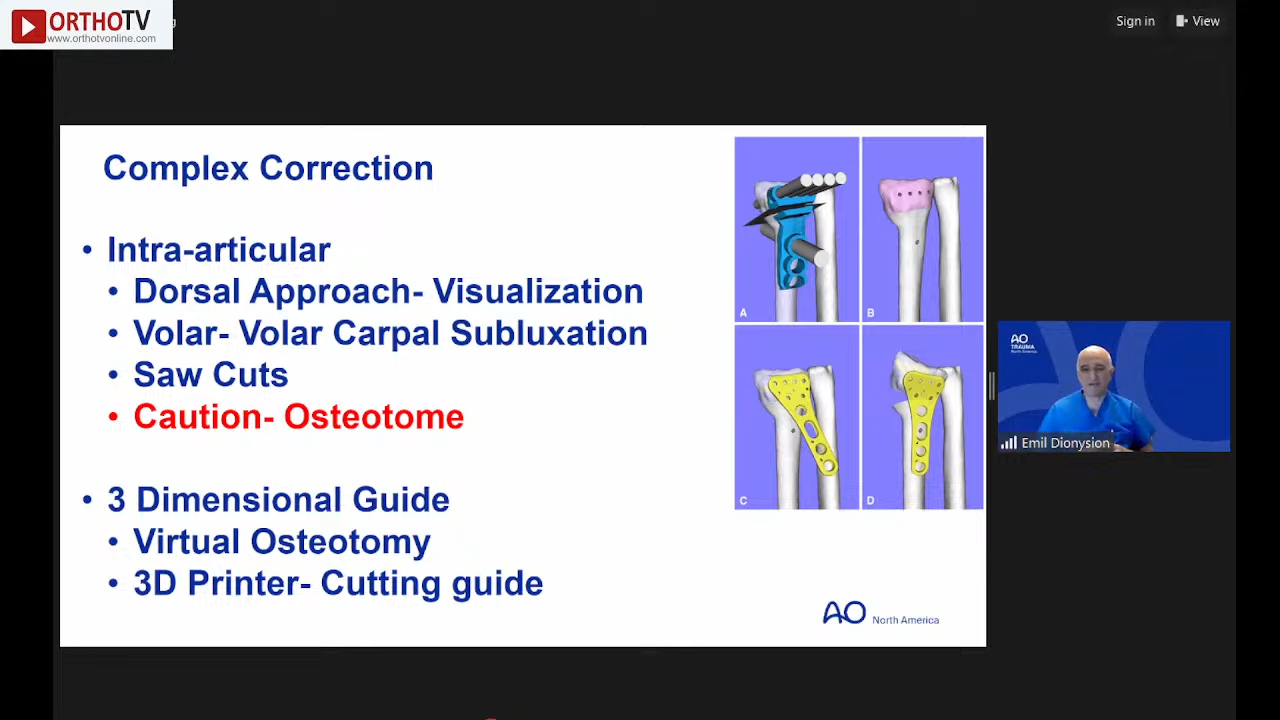 ORTHOTV
www.orthotvonline.com
Sign in
View
Complex Correction
• Intra-articular
• Dorsal Approach- Visualization
• Volar- Volar Carpal Subluxation
• Saw Cuts
• Caution- Osteotome
• 3 Dimensional Guide
• Virtual Osteotomy
• 3D Printer- Cutting guide
A
B
C
D
AO
North America
AO
TRAUMA
North America
Emil Dionysion